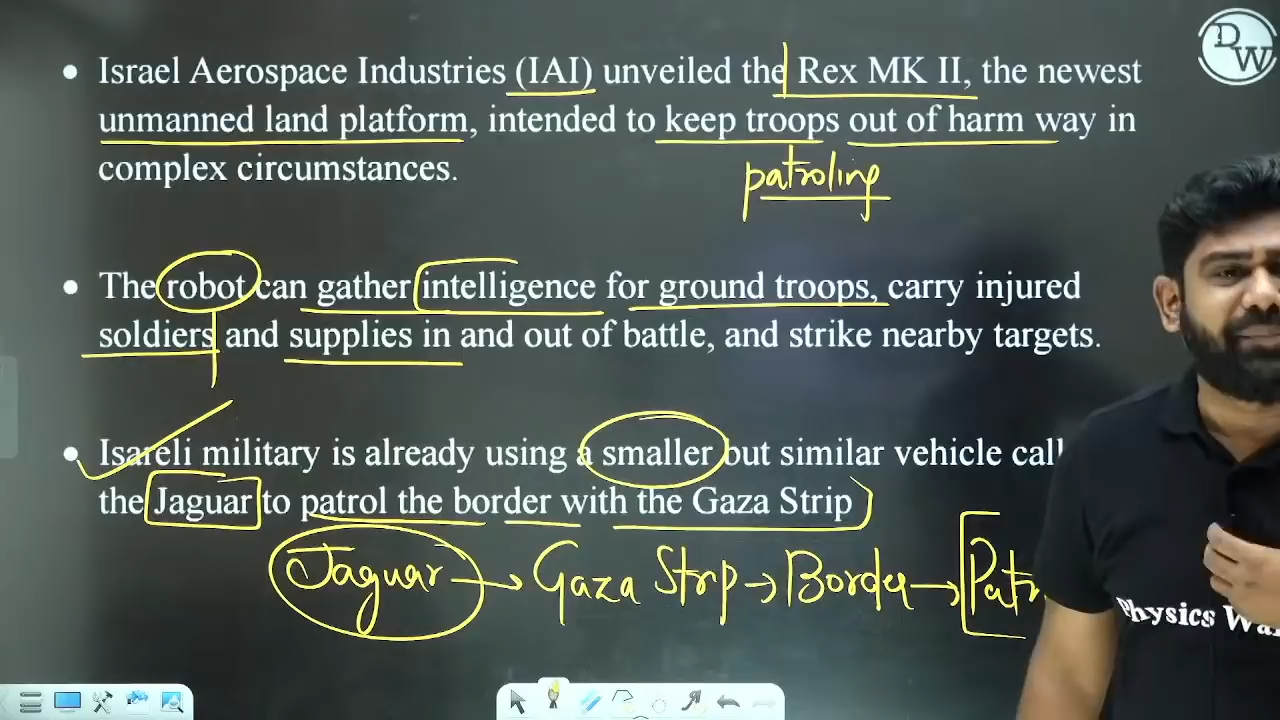 DW
• Israel Aerospace Industries (IAI) unveiled the Rex MK II, the newest
unmanned land platform, intended to keep troops out of harm way in
complex circumstances.
patroling
• The robot can gather intelligence for ground troops, carry injured
soldiers and supplies in and out of battle, and strike nearby targets.
• Isareli military is already using a smaller but similar vehicle call
the Jaguar to patrol the border with the Gaza Strip
Jaguar → Gaza Strip → Border → [Patr
Physics Wa